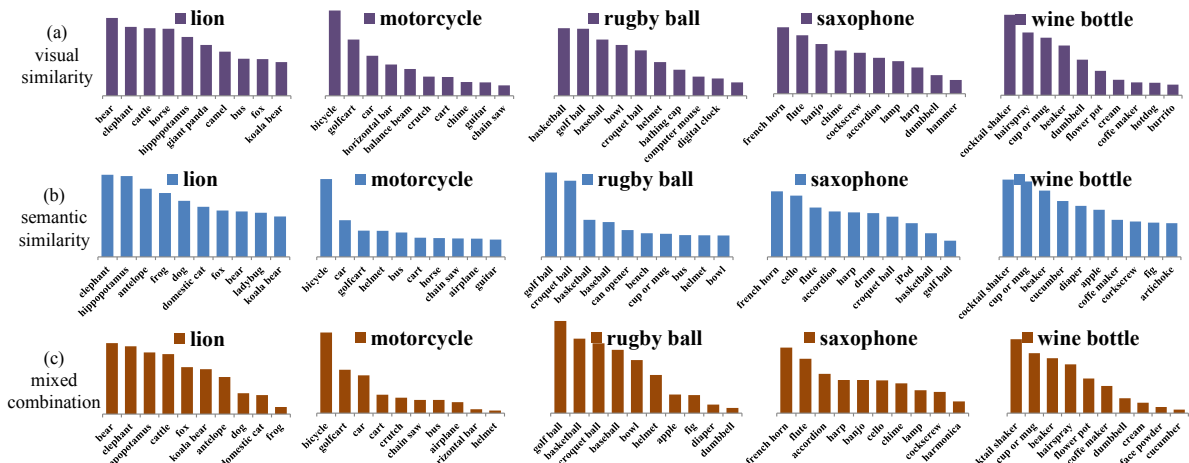 (a)
visual
similarity
lion
bear
elephant
cattle
horse
hippopotamus
giant panda
camel
bus
fox
koala bear
motorcycle
bicycle
golfcart
car
horizontal bar
balance beam
crutch
cart
chime
guitar
chain saw
rugby ball
basketball
golf ball
baseball
bowl
croquet ball
helmet
bathing cap
computer mouse
digital clock
saxophone
french horn
flute
banjo
chime
cockscrew
accordion
lamp
harp
dumbbell
hammer
wine bottle
cocktail shaker
hairspray
cup or mug
beaker
dumbbell
flower pot
cream
coffe maker
hotdog
burrito
(b)
semantic
similarity
lion
elephant
hippopotamus
antelope
frog
dog
domestic cat
fox
bear
ladybug
koala bear
motorcycle
bicycle
car
golfcart
helmet
bus
cart
horse
chain saw
airplane
guitar
rugby ball
golf ball
croquet ball
basketball
baseball
can opener
bench
cup or mug
bus
helmet
bowl
saxophone
french horn
cello
flute
accordion
harp
drum
croquet ball
iPod
basketball
golf ball
wine bottle
cocktail shaker
cup or mug
beaker
cucumber
diaper
apple
coffe maker
corkscrew
fig
artichoke
(c)
mixed
combination
lion
bear
elephant
opopotamus
cattle
fox
koala bear
antelope
dog
domestic cat
frog
motorcycle
bicycle
golfcart
car
cart
crutch
chain saw
bus
airplane
rizontal bar
helmet
rugby ball
golf ball
basketball
croquet ball
baseball
bowl
helmet
apple
fig
diaper
dumbbell
saxophone
french horn
flute
accordion
harp
banjo
cello
chime
lamp
cockscrew
harmonica
wine bottle
cktail shaker
cup or mug
beaker
hairspray
flower pot
coffe maker
dumbbell
cream
face powder
cucumber